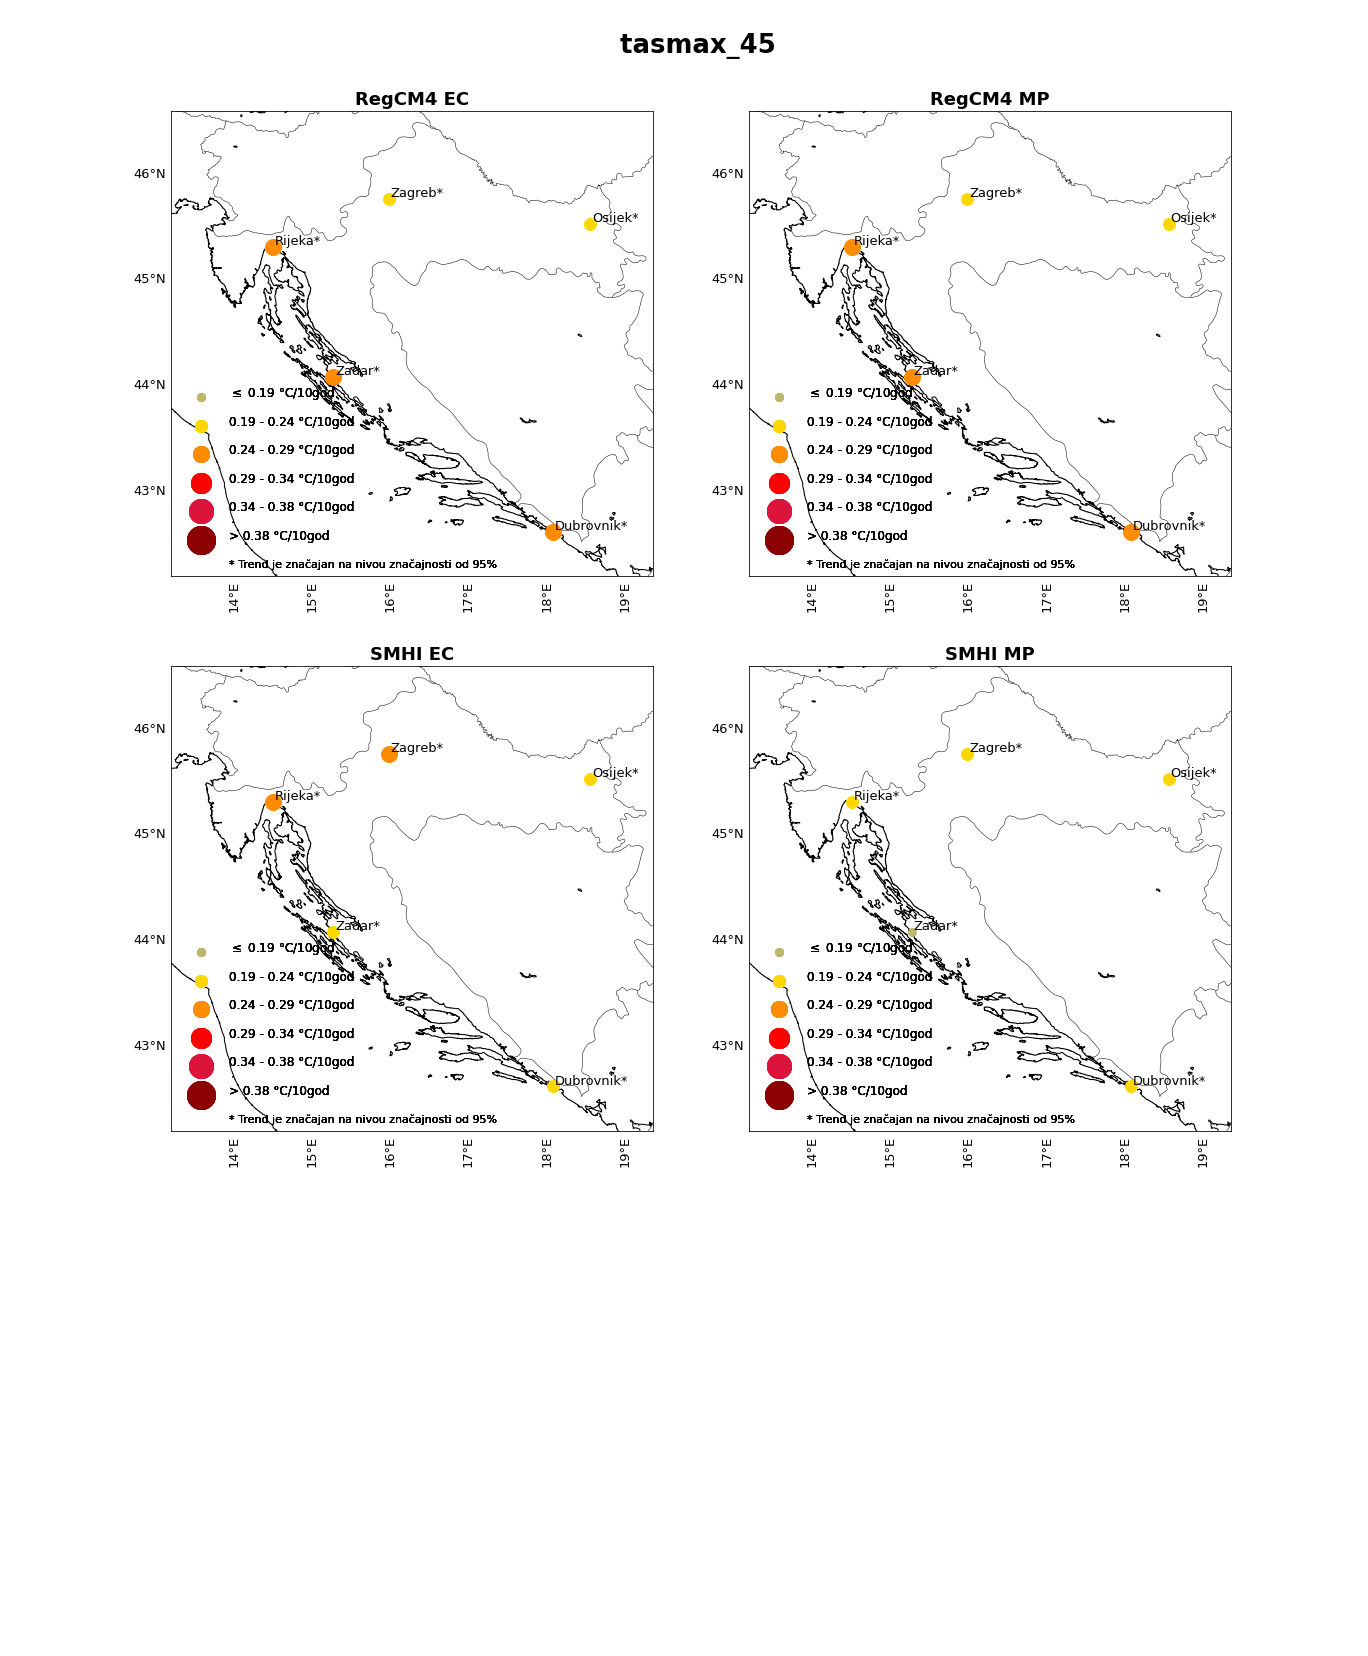 tasmax_45
RegCM4 EC
46°N
45°N
44°N
43°N
Zagreb*
Osijek*
Rijeka*
Zadar*
≤ 0.19 °C/10god
0.19 - 0.24 °C/10god
0.24 - 0.29 °C/10god
0.29 - 0.34 °C/10god
0.34 - 0.38 °C/10god
> 0.38 °C/10god
Dubrovnik*
* Trend je značajan na nivou značajnosti od 95%
14°E
15°E
16°E
17°E
18°E
19°E
RegCM4 MP
46°N
45°N
44°N
43°N
Zagreb*
Osijek*
Rijeka*
Zadar*
≤ 0.19 °C/10god
0.19 - 0.24 °C/10god
0.24 - 0.29 °C/10god
0.29 - 0.34 °C/10god
0.34 - 0.38 °C/10god
> 0.38 °C/10god
Dubrovnik*
* Trend je značajan na nivou značajnosti od 95%
14°E
15°E
16°E
17°E
18°E
19°E
SMHI EC
46°N
45°N
44°N
43°N
Zagreb*
Osijek*
Rijeka*
Zadar*
≤ 0.19 °C/10god
0.19 - 0.24 °C/10god
0.24 - 0.29 °C/10god
0.29 - 0.34 °C/10god
0.34 - 0.38 °C/10god
> 0.38 °C/10god
Dubrovnik*
* Trend je značajan na nivou značajnosti od 95%
14°E
15°E
16°E
17°E
18°E
19°E
SMHI MP
46°N
45°N
44°N
43°N
Zagreb*
Osijek*
Rijeka*
Zadar*
≤ 0.19 °C/10god
0.19 - 0.24 °C/10god
0.24 - 0.29 °C/10god
0.29 - 0.34 °C/10god
0.34 - 0.38 °C/10god
> 0.38 °C/10god
Dubrovnik*
* Trend je značajan na nivou značajnosti od 95%
14°E
15°E
16°E
17°E
18°E
19°E